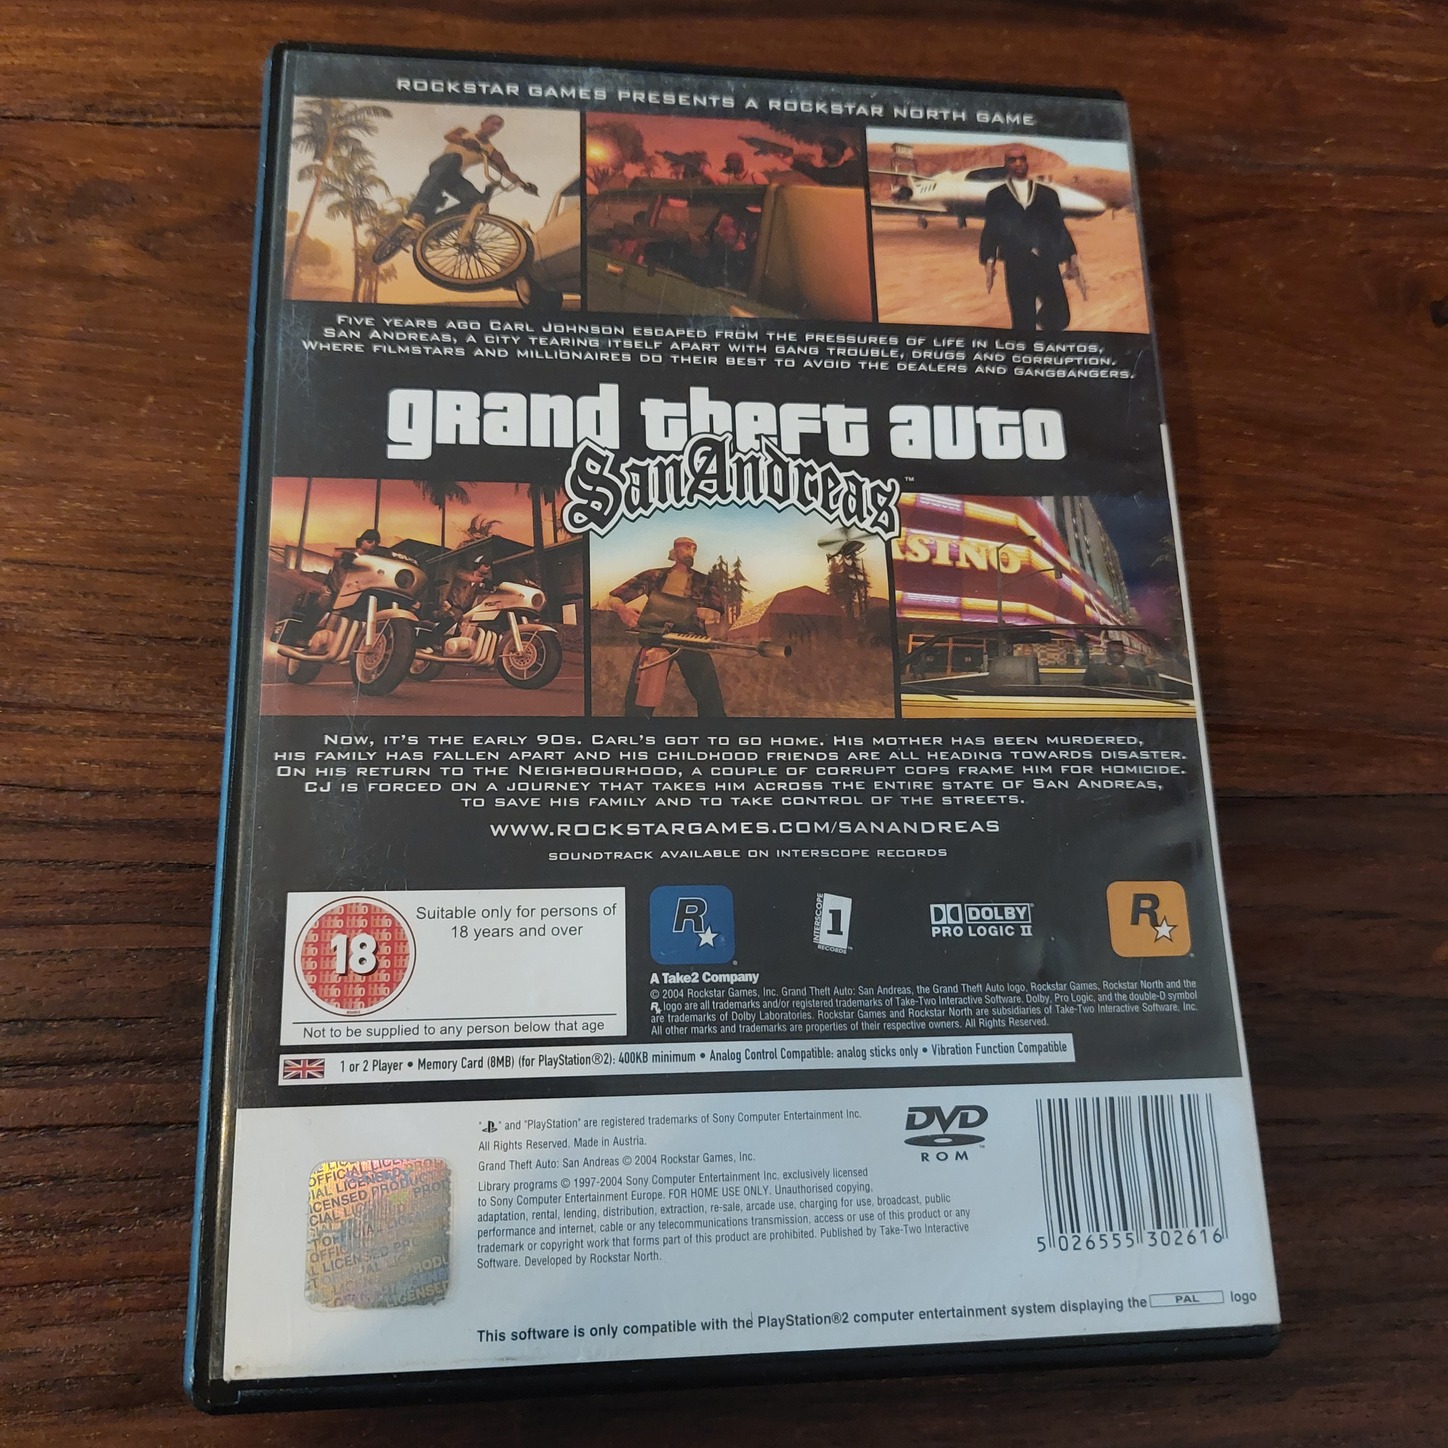 ROCKSTAR GAMES PRESENTS A ROCKSTAR NORTH GAME
FIVE YEARS AGO CARL JOHNSON ESCAPED FROM THE PRESSURES OF LIFE IN LOS SANTOS,
SAN ANDREAS, A CITY TEARING ITSELF APART WITH GANG TROUBLE, DRUGS AND CORRUPTION.
WHERE FILMSTARS AND MILLIONAIRES DO THEIR BEST TO AVOID THE DEALERS AND GANGBANGERS.
grand theft auto
San Andreas ™
ASINO
NOW, IT'S THE EARLY 90S. CARL'S GOT TO GO HOME. HIS MOTHER HAS BEEN MURDERED,
HIS FAMILY HAS FALLEN APART AND HIS CHILDHOOD FRIENDS ARE ALL HEADING TOWARDS DISASTER.
ON HIS RETURN TO THE NEIGHBOURHOOD, A COUPLE OF CORRUPT COPS FRAME HIM FOR HOMICIDE.
CJ IS FORCED ON A JOURNEY THAT TAKES HIM ACROSS THE ENTIRE STATE OF SAN ANDREAS,
TO SAVE HIS FAMILY AND TO TAKE CONTROL OF THE STREETS.
WWW.ROCKSTARGAMES.COM/SANANDREAS
SOUNDTRACK AVAILABLE ON INTERSCOPE RECORDS
18
Suitable only for persons of
18 years and over
Not to be supplied to any person below that age
R
INTERSCOPE
1
RECORDS
DOLBY
PRO LOGIC II
R
A Take2 Company
© 2004 Rockstar Games, Inc. Grand Theft Auto: San Andreas, the Grand Theft Auto logo, Rockstar Games, Rockstar North and the
R logo are all trademarks and/or registered trademarks of Take-Two Interactive Software. Dolby, Pro Logic, and the double-D symbol
are trademarks of Dolby Laboratories. Rockstar Games and Rockstar North are subsidiaries of Take-Two Interactive Software, Inc.
All other marks and trademarks are properties of their respective owners. All Rights Reserved.
1 or 2 Player • Memory Card (8MB) (for PlayStation®2): 400KB minimum • Analog Control Compatible: analog sticks only • Vibration Function Compatible
" " and "PlayStation" are registered trademarks of Sony Computer Entertainment Inc.
All Rights Reserved. Made in Austria.
Grand Theft Auto: San Andreas © 2004 Rockstar Games, Inc.
Library programs © 1997-2004 Sony Computer Entertainment Inc. exclusively licensed
to Sony Computer Entertainment Europe. FOR HOME USE ONLY. Unauthorised copying,
adaptation, rental, lending, distribution, extraction, re-sale, arcade use, charging for use, broadcast, public
performance and internet, cable or any telecommunications transmission, access or use of this product or any
trademark or copyright work that forms part of this product are prohibited. Published by Take-Two Interactive
Software. Developed by Rockstar North.
DVD ™
ROM
OFFICIAL LICENSED PRODUCT
5 026555 302616
This software is only compatible with the PlayStation®2 computer entertainment system displaying the PAL logo